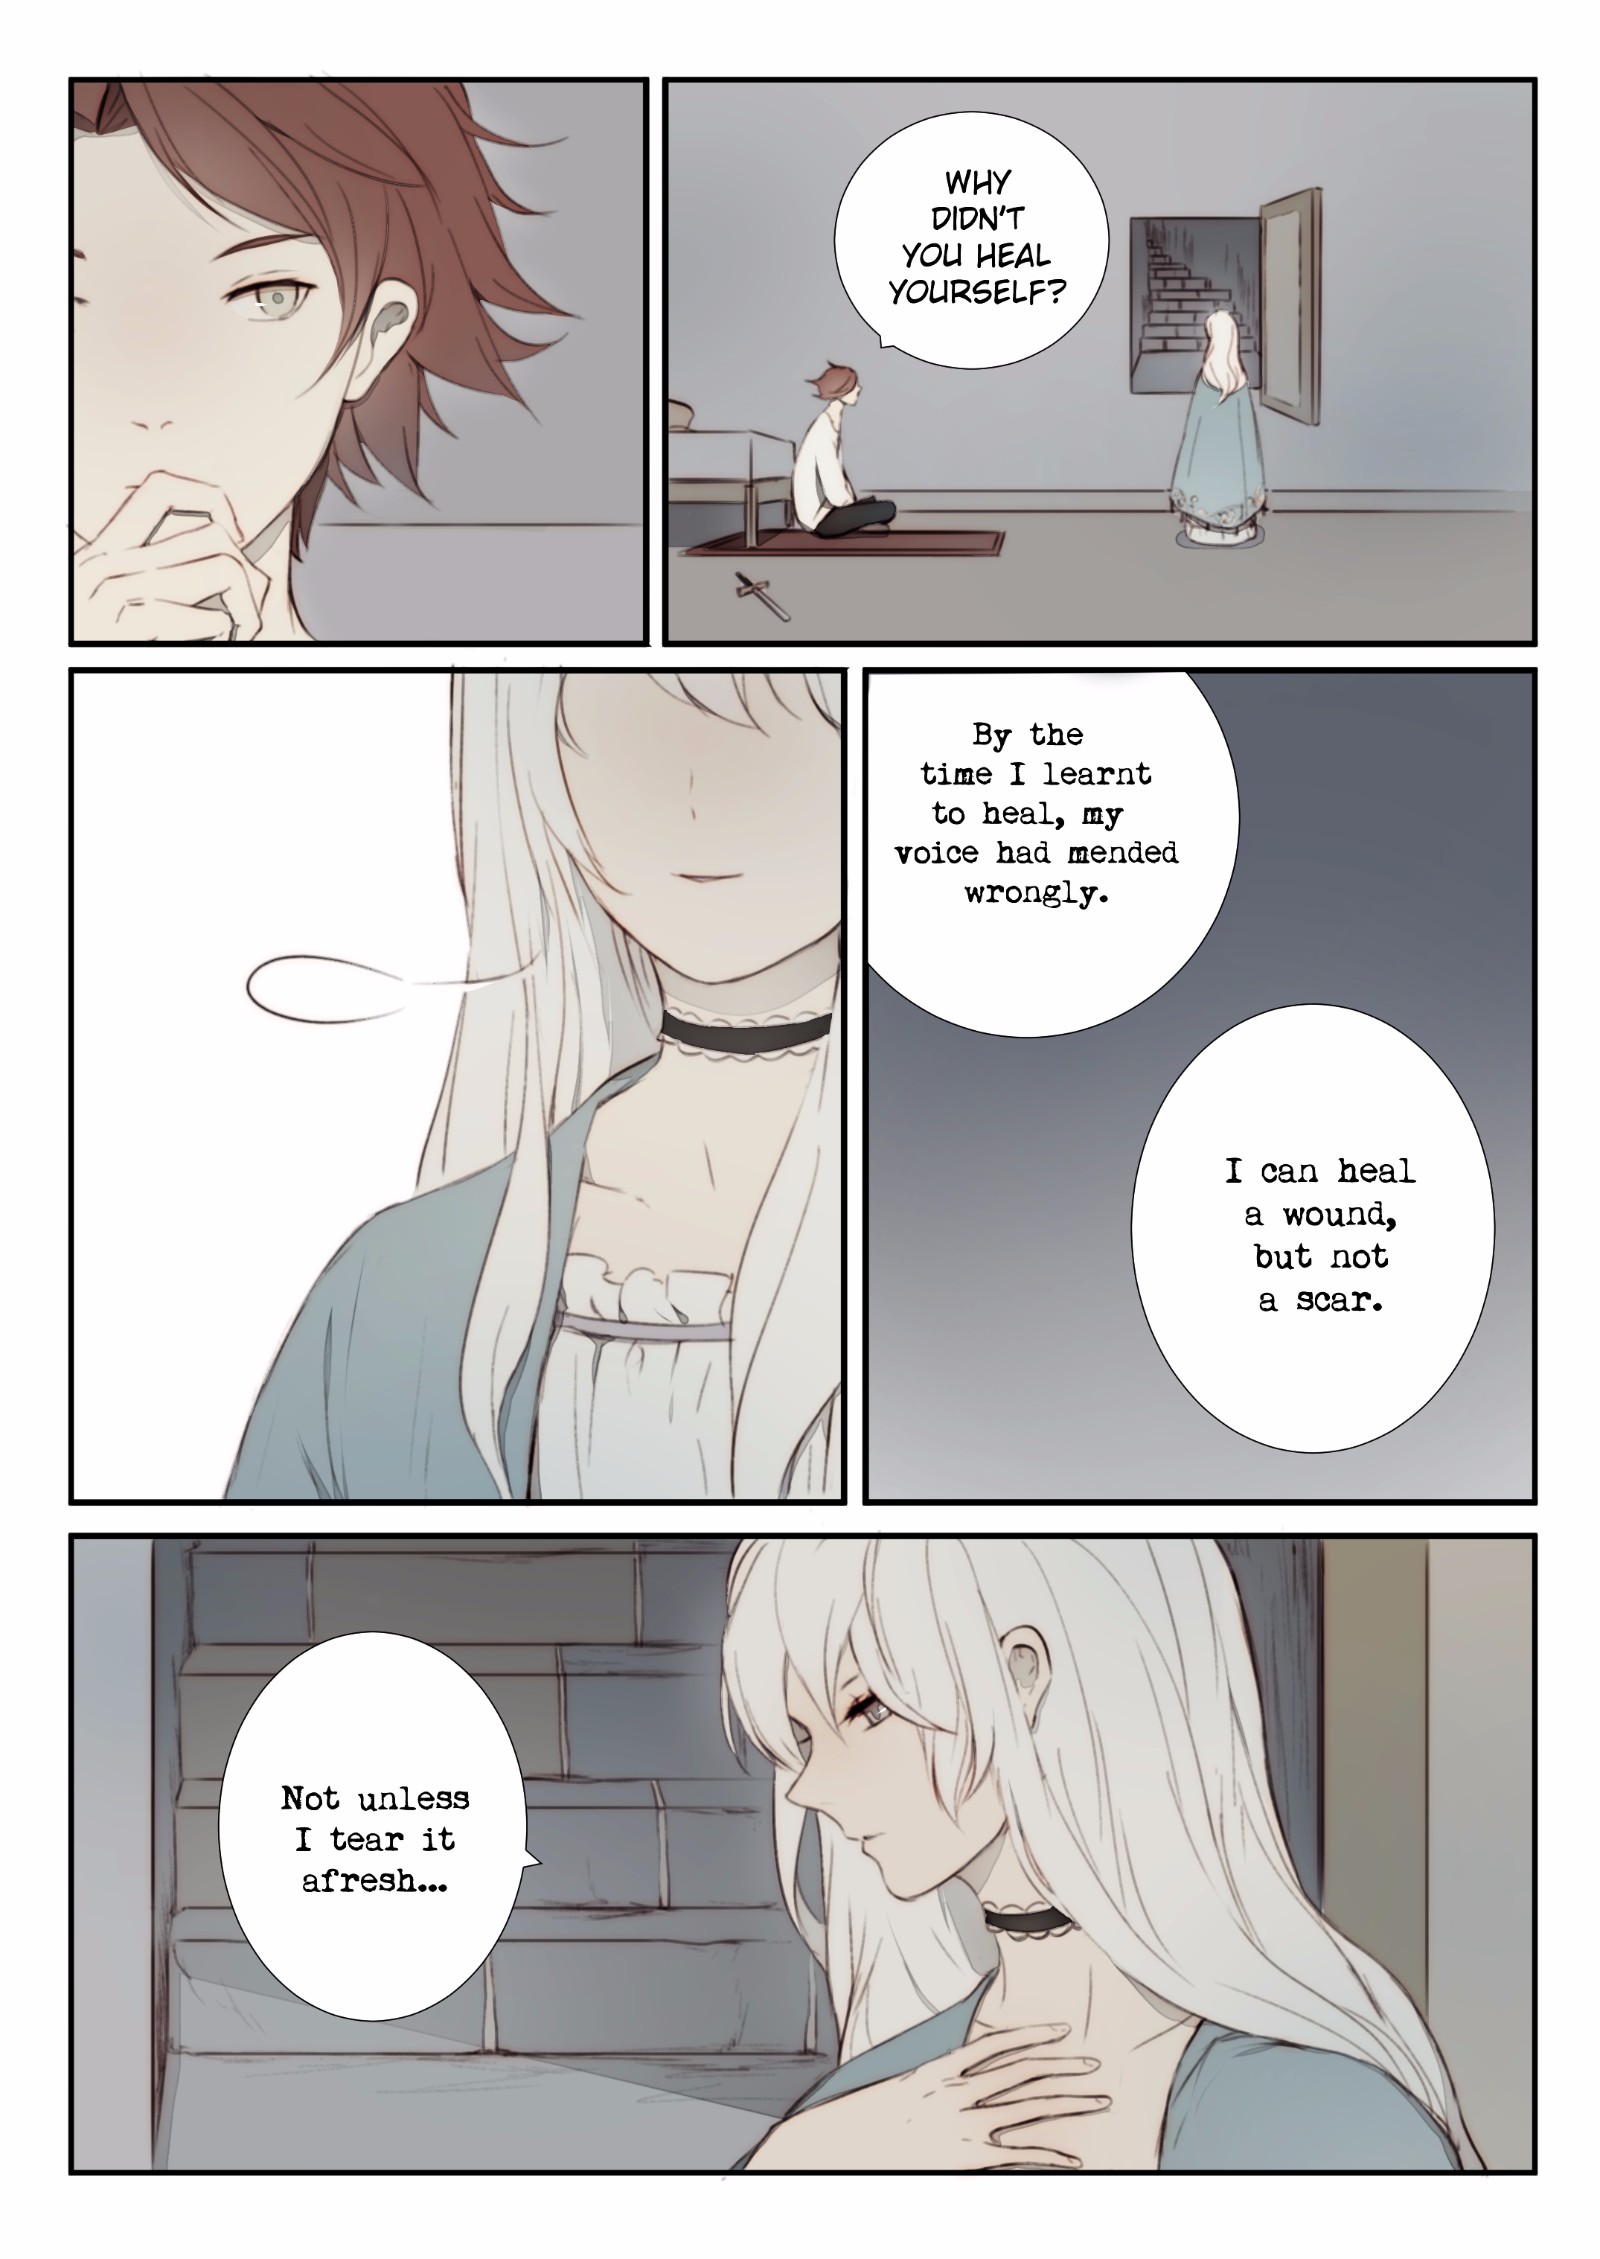 WHY
DIDN'T
YOU HEAL
YOURSELF?
By the
time I learnt
to heal, my
voice had mended
wrongly.
I can heal
a wound,
but not
a scar.
Not unless
I tear it
afresh...